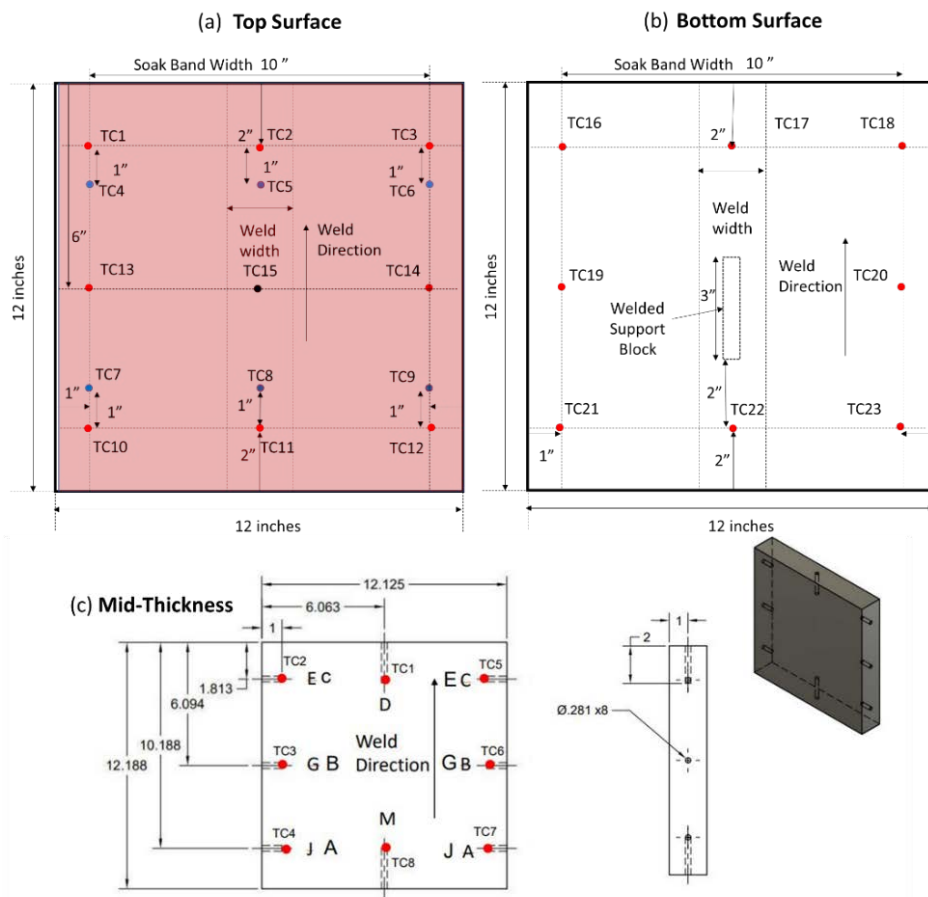 (a) Top Surface
Soak Band Width 10 ”
TC1
2”
TC2
TC3
1”
1”
1”
TC4
TC5
TC6
6”
Weld
width
Weld
Direction
TC13
TC15
TC14
12 inches
TC7
TC8
TC9
1”
1”
1”
1”
TC10
TC11
TC12
2”
12 inches
(b) Bottom Surface
Soak Band Width 10 ”
TC16
2”
TC17
TC18
Weld
width
Weld
Direction
TC19
TC20
3”
Welded
Support
Block
12 inches
2”
TC21
TC22
TC23
1”
2”
12 inches
(c) Mid-Thickness
12.125
6.063
1
TC2
E C
TC1
D
TC5
E C
1.813
6.094
10.188
12.188
Weld
Direction
TC3
G B
TC6
G B
M
TC4
J A
TC8
TC7
J A
1
2
Ø.281 x8